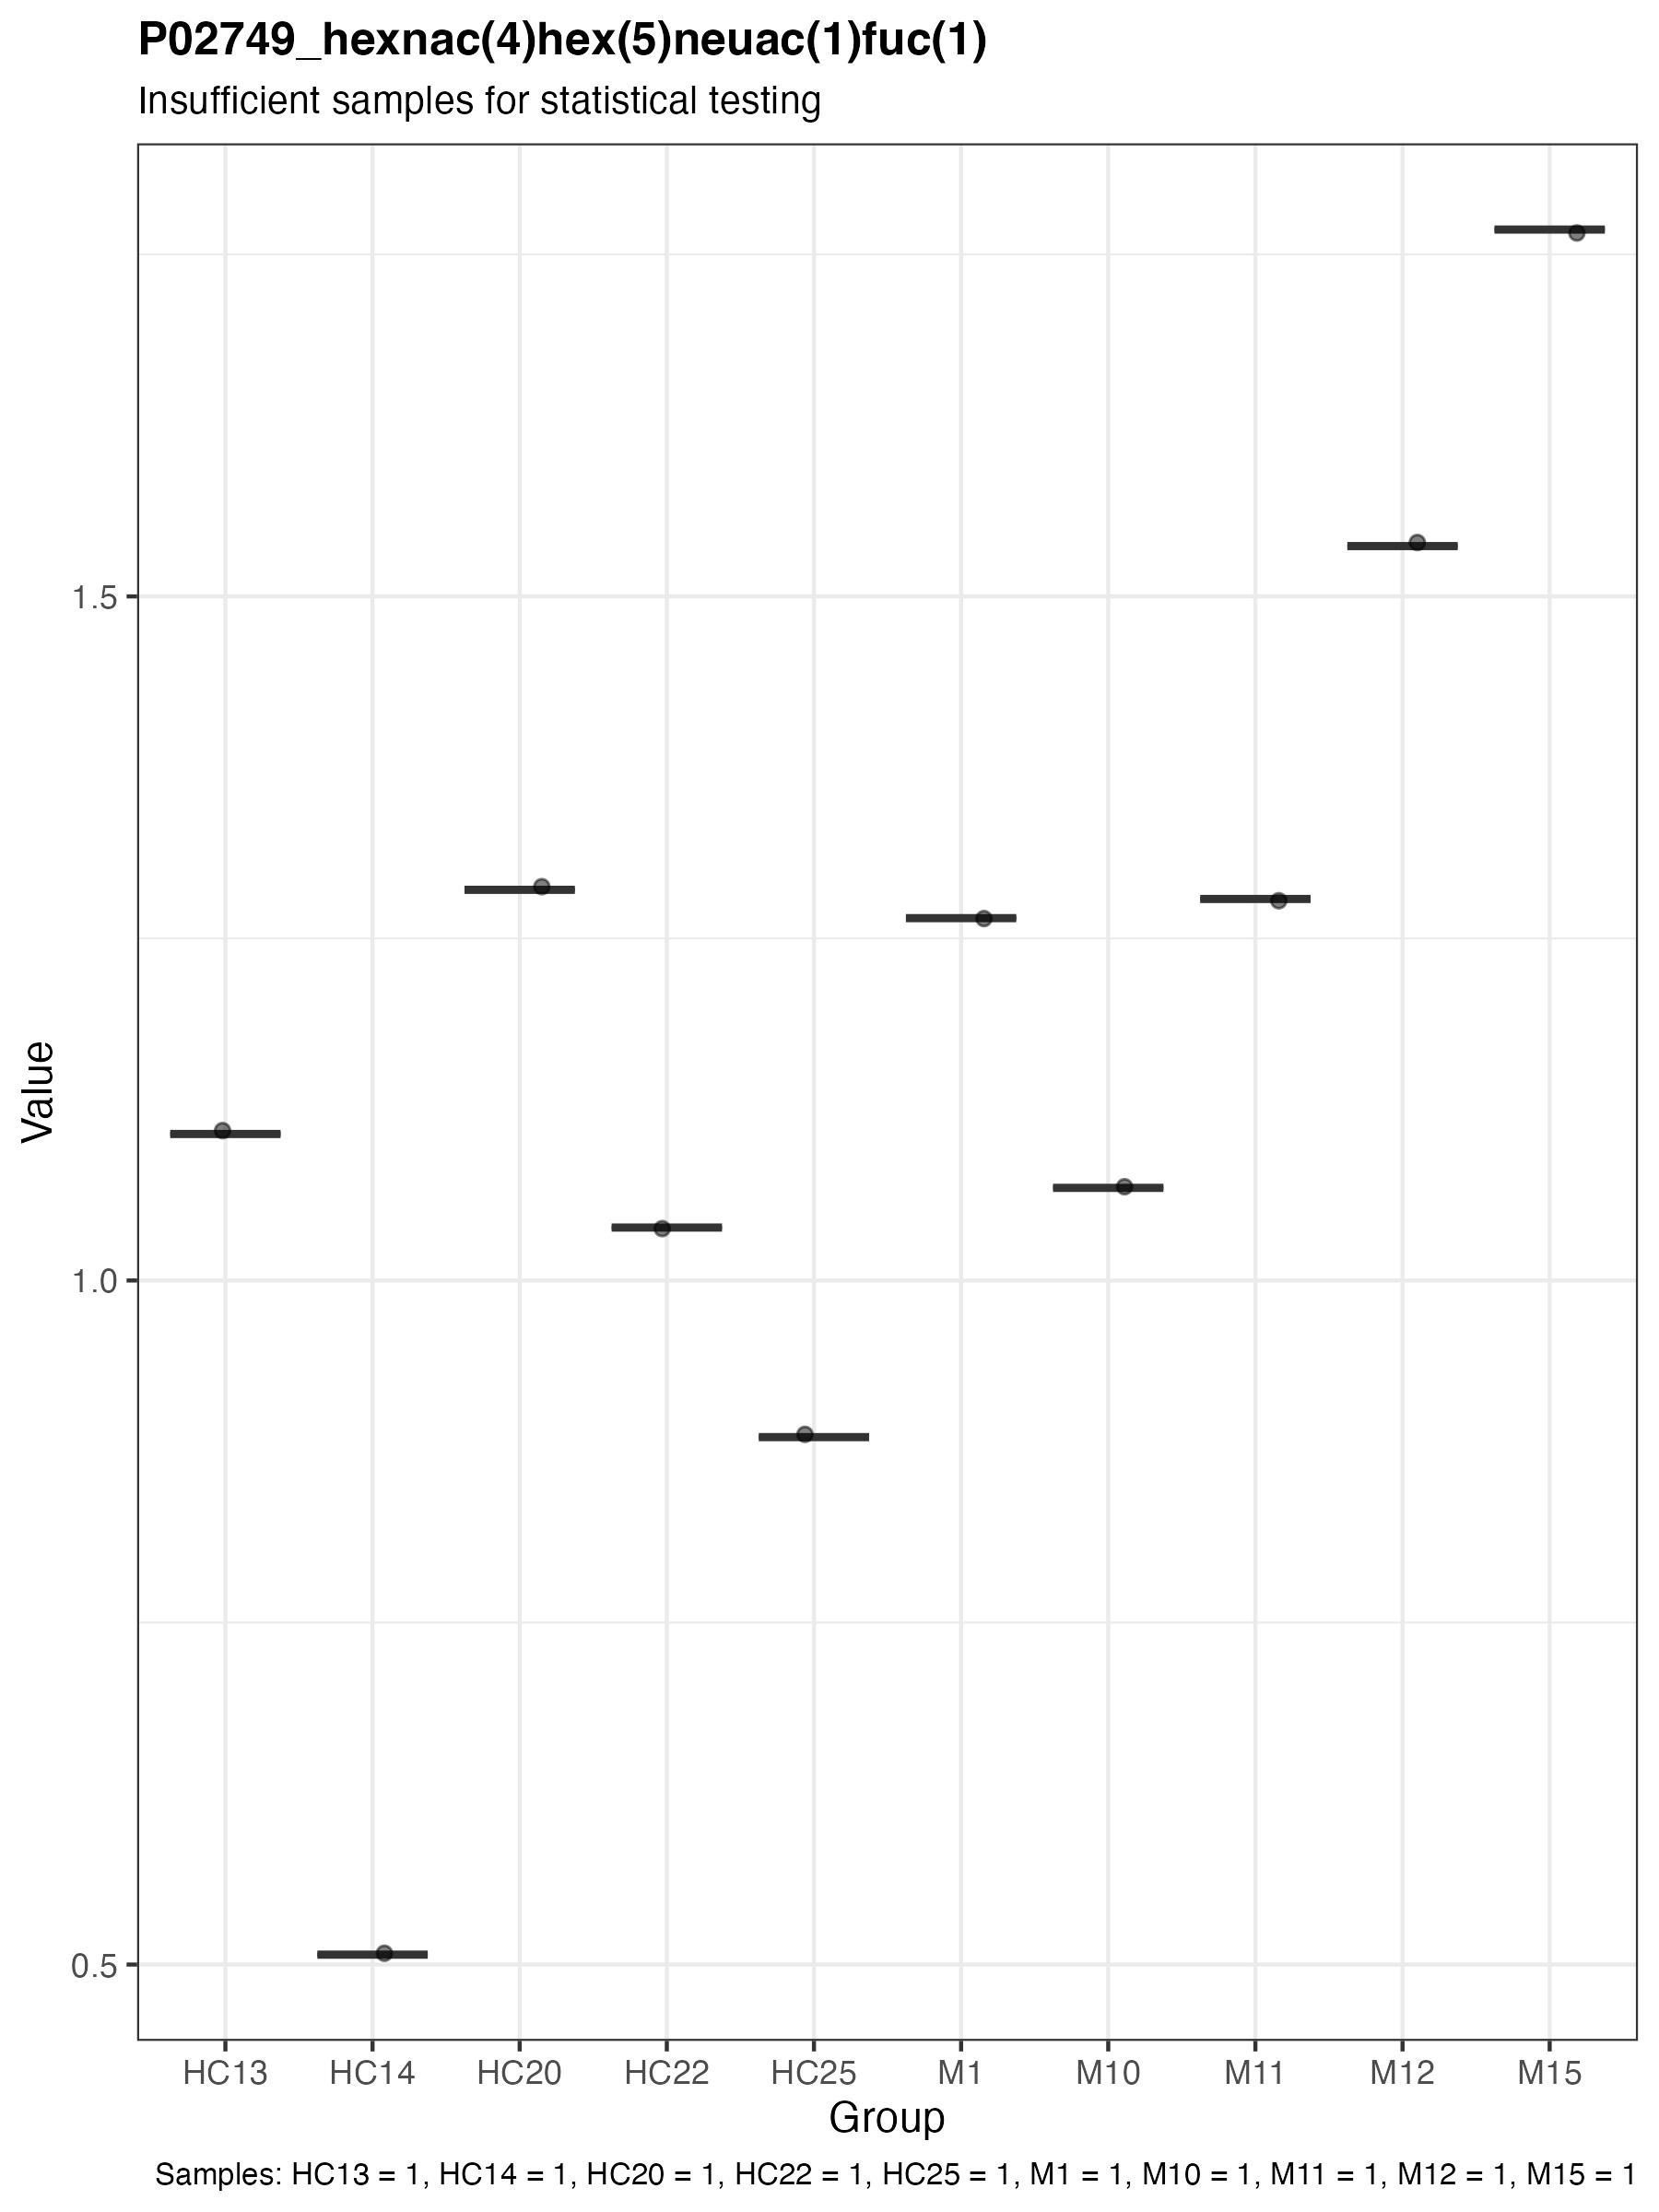 P02749_hexnac(4)hex(5)neuac(1)fuc(1)
Insufficient samples for statistical testing
Value
1.5
1.0
0.5
HC13 HC14 HC20 HC22 HC25 M1 M10 M11 M12 M15
Group
Samples: HC13 = 1, HC14 = 1, HC20 = 1, HC22 = 1, HC25 = 1, M1 = 1, M10 = 1, M11 = 1, M12 = 1, M15 = 1